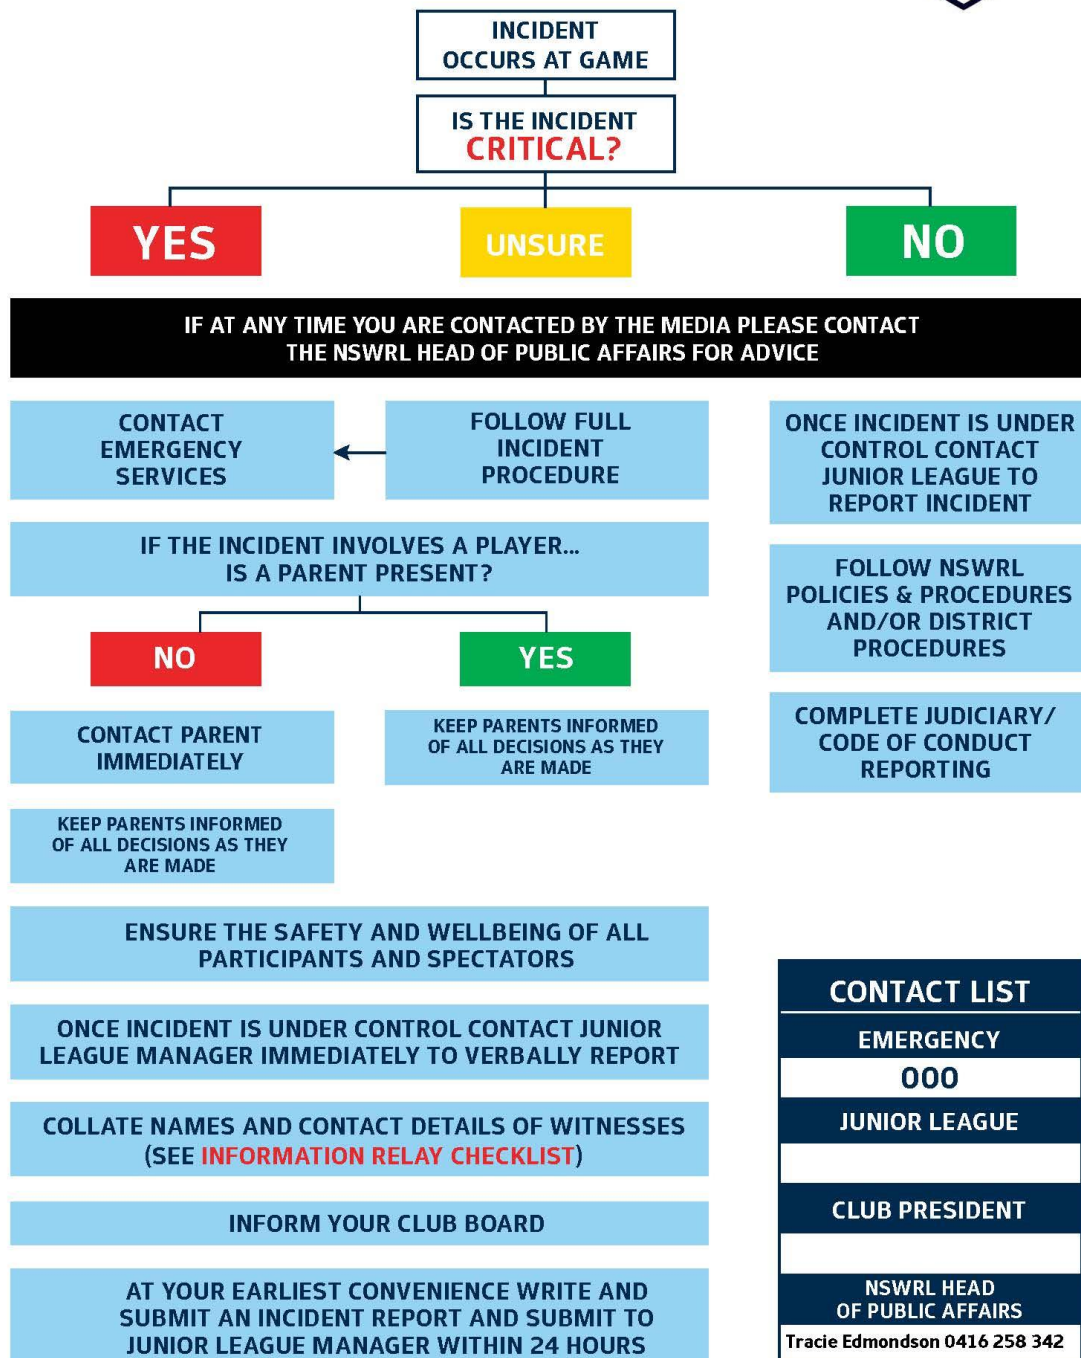 INCIDENT
OCCURS AT GAME
IS THE INCIDENT
CRITICAL?
YES
UNSURE
NO
IF AT ANY TIME YOU ARE CONTACTED BY THE MEDIA PLEASE CONTACT
THE NSWRL HEAD OF PUBLIC AFFAIRS FOR ADVICE
CONTACT
EMERGENCY
SERVICES
FOLLOW FULL
INCIDENT
PROCEDURE
IF THE INCIDENT INVOLVES A PLAYER...
IS A PARENT PRESENT?
NO
YES
CONTACT PARENT
IMMEDIATELY
KEEP PARENTS INFORMED
OF ALL DECISIONS AS THEY
ARE MADE
KEEP PARENTS INFORMED
OF ALL DECISIONS AS THEY
ARE MADE
ENSURE THE SAFETY AND WELLBEING OF ALL
PARTICIPANTS AND SPECTATORS
ONCE INCIDENT IS UNDER CONTROL CONTACT JUNIOR
LEAGUE MANAGER IMMEDIATELY TO VERBALLY REPORT
COLLATE NAMES AND CONTACT DETAILS OF WITNESSES
(SEE INFORMATION RELAY CHECKLIST)
INFORM YOUR CLUB BOARD
AT YOUR EARLIEST CONVENIENCE WRITE AND
SUBMIT AN INCIDENT REPORT AND SUBMIT TO
JUNIOR LEAGUE MANAGER WITHIN 24 HOURS
ONCE INCIDENT IS UNDER
CONTROL CONTACT
JUNIOR LEAGUE TO
REPORT INCIDENT
FOLLOW NSWRL
POLICIES & PROCEDURES
AND/OR DISTRICT
PROCEDURES
COMPLETE JUDICIARY/
CODE OF CONDUCT
REPORTING
CONTACT LIST
EMERGENCY
000
JUNIOR LEAGUE
CLUB PRESIDENT
NSWRL HEAD
OF PUBLIC AFFAIRS
Tracie Edmondson 0416 258 342